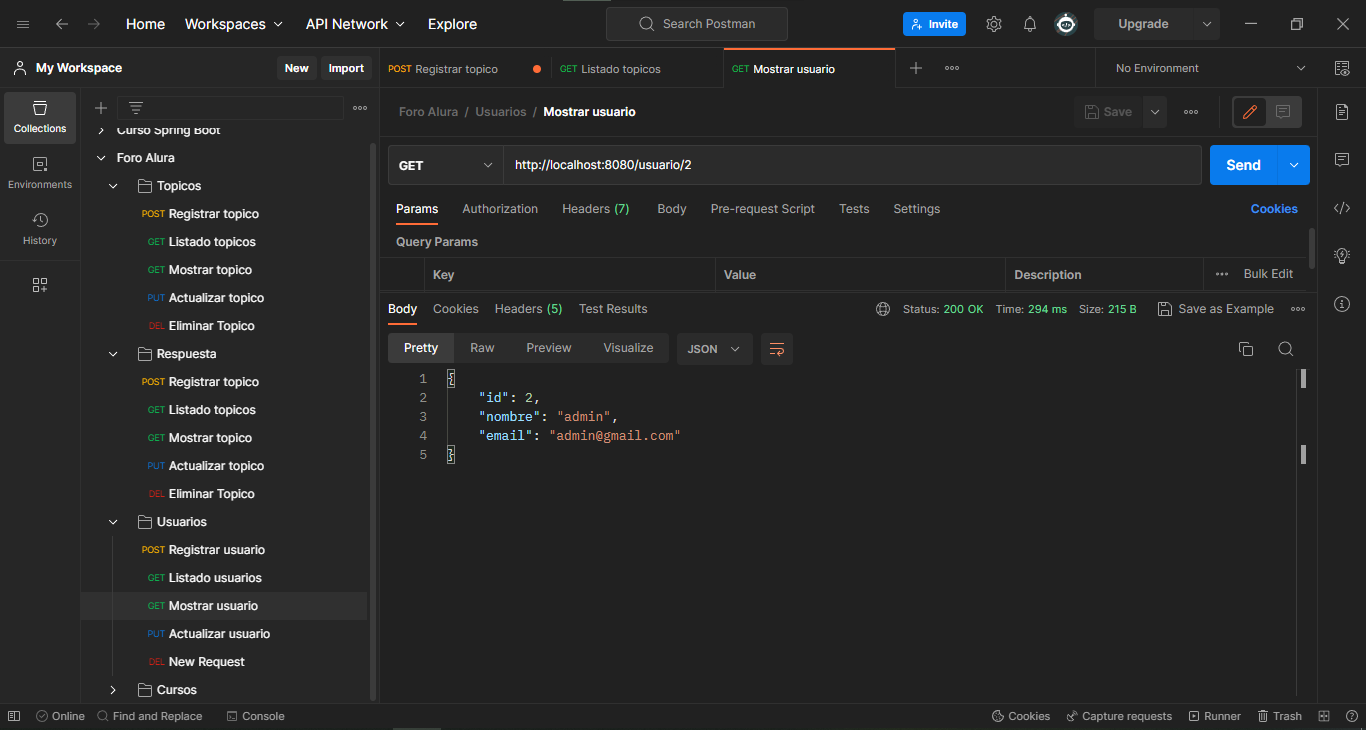 Home Workspaces API Network Explore Search Postman Invite Upgrade
My Workspace New Import POST Registrar topico GET Listado topicos GET Mostrar usuario No Environment
Collections
Environments
History
Curso Spring Boot
Foro Alura
Topicos
POST Registrar topico
GET Listado topicos
GET Mostrar topico
PUT Actualizar topico
DEL Eliminar Topico
Respuesta
POST Registrar topico
GET Listado topicos
GET Mostrar topico
PUT Actualizar topico
DEL Eliminar Topico
Usuarios
POST Registrar usuario
GET Listado usuarios
GET Mostrar usuario
PUT Actualizar usuario
DEL New Request
Cursos
Foro Alura / Usuarios / Mostrar usuario Save
GET http://localhost:8080/usuario/2 Send
Params Authorization Headers (7) Body Pre-request Script Tests Settings Cookies
Query Params
Key Value Description Bulk Edit
Body Cookies Headers (5) Test Results Status: 200 OK Time: 294 ms Size: 215 B Save as Example
Pretty Raw Preview Visualize JSON
1 {
2 "id": 2,
3 "nombre": "admin",
4 "email": "admin@gmail.com"
5 }
Online Find and Replace Console Cookies Capture requests Runner Trash